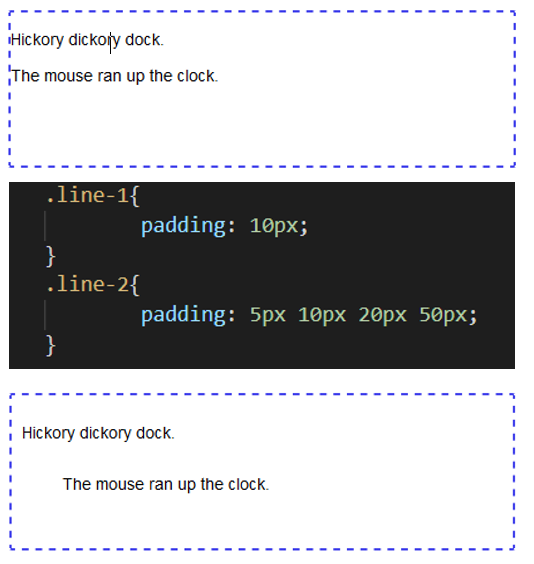 Hickory dickory dock.
The mouse ran up the clock.
.line-1{
padding: 10px;
}
.line-2{
padding: 5px 10px 20px 50px;
}
Hickory dickory dock.
The mouse ran up the clock.